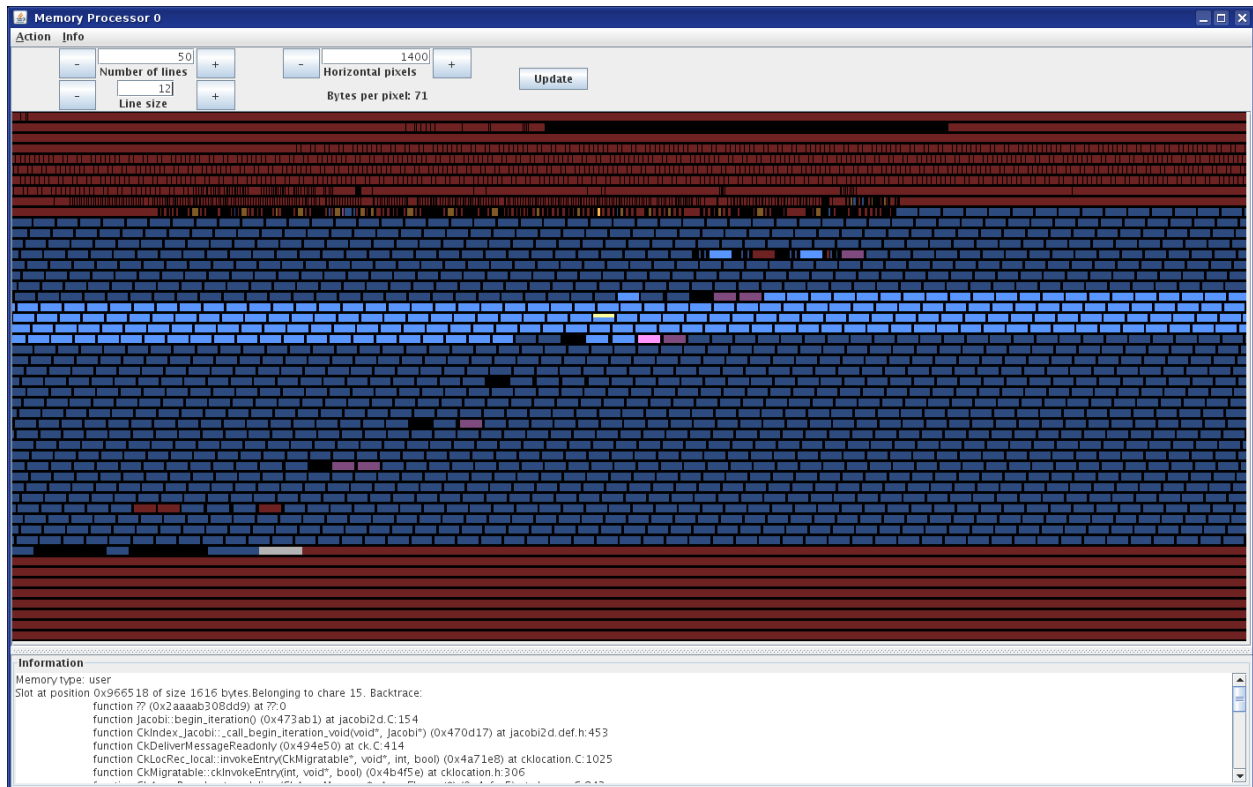 Memory Processor 0
Action Info
- 50 + - 1400 +
Number of lines Horizontal pixels
Update
- 12 + Bytes per pixel: 71
Line size
Information
Memory type: user
Slot at position 0x966518 of size 1616 bytes.Belonging to chare 15. Backtrace:
function ?? (0x2aaaab308dd9) at ??:0
function Jacobi::begin_iteration() (0x473ab1) at jacobi2d.C:154
function CkIndex_Jacobi::_call_begin_iteration_void(void*, Jacobi*) (0x470d17) at jacobi2d.def.h:453
function CkDeliverMessageReadonly (0x494e50) at ck.C:414
function CkLocRec_local::invokeEntry(CkMigratable*, void*, int, bool) (0x4a71e8) at cklocation.C:1025
function CkMigratable::ckInvokeEntry(int, void*, bool) (0x4b4f5e) at cklocation.h:306